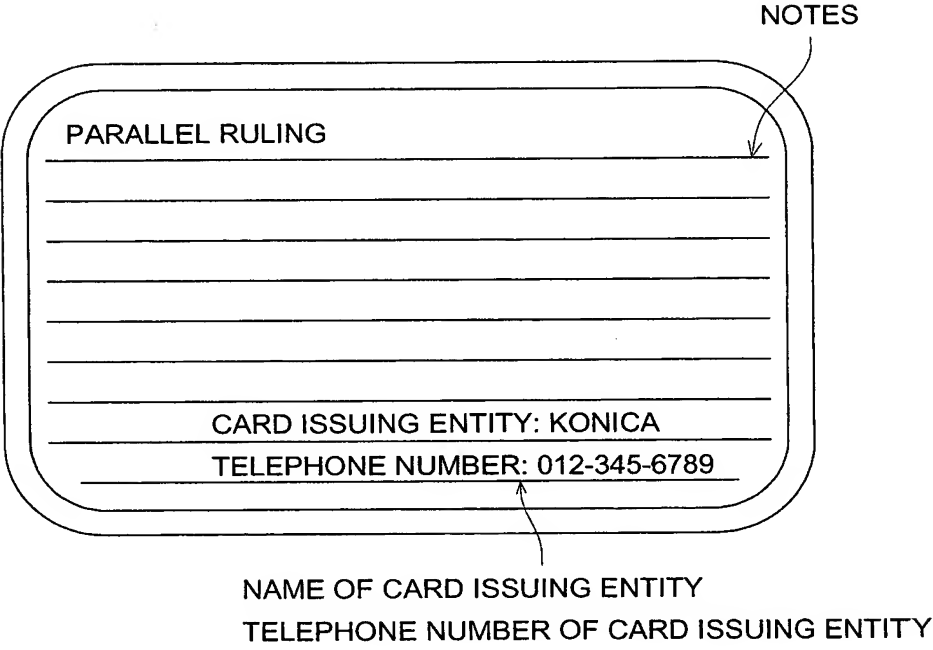 NOTES
PARALLEL RULING
CARD ISSUING ENTITY: KONICA
TELEPHONE NUMBER: 012-345-6789
NAME OF CARD ISSUING ENTITY
TELEPHONE NUMBER OF CARD ISSUING ENTITY